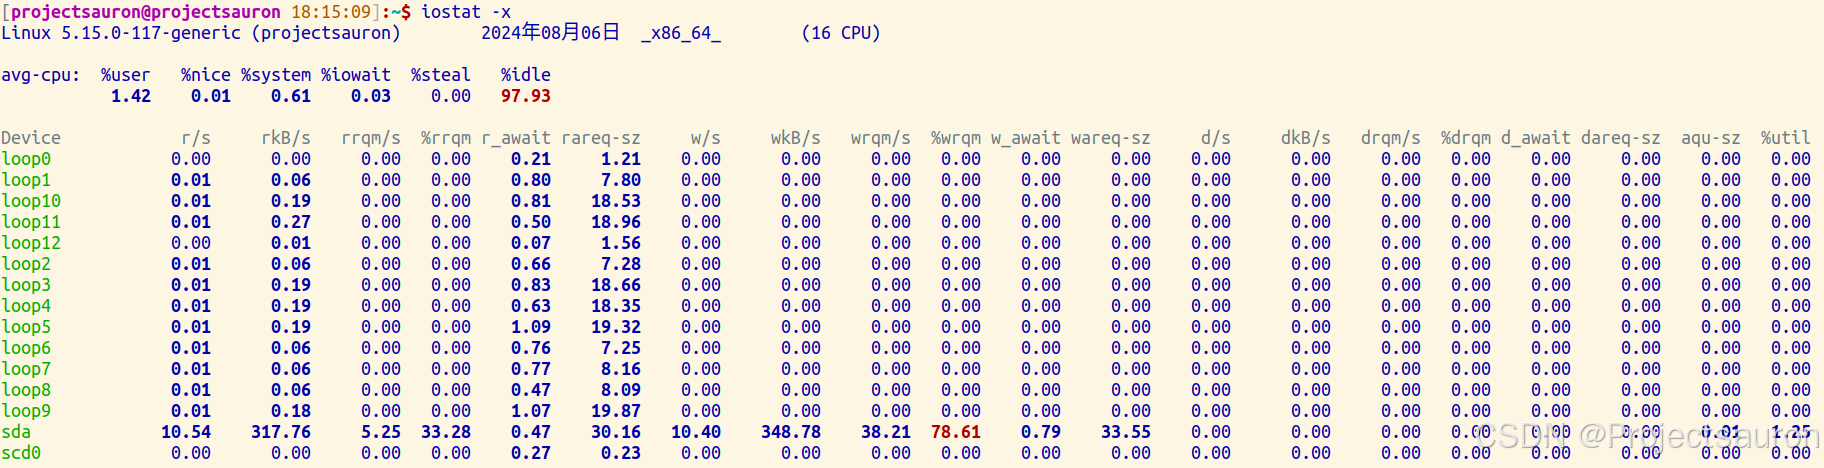 [projectsauron@projectsauron 18:15:09]:~$ iostat -x
Linux 5.15.0-117-generic (projectsauron) 2024年08月06日 _x86_64_ (16 CPU)
avg-cpu: %user %nice %system %iowait %steal %idle
1.42 0.01 0.61 0.03 0.00 97.93
Device r/s rkB/s rrqm/s %rrqm r_await rareq-sz w/s wkB/s wrqm/s %wrqm w_await wareq-sz d/s dkB/s drqm/s %drqm d_await dareq-sz aqu-sz %util
loop0 0.00 0.00 0.00 0.00 0.21 1.21 0.00 0.00 0.00 0.00 0.00 0.00 0.00 0.00 0.00 0.00 0.00 0.00 0.00 0.00
loop1 0.01 0.06 0.00 0.00 0.80 7.80 0.00 0.00 0.00 0.00 0.00 0.00 0.00 0.00 0.00 0.00 0.00 0.00 0.00 0.00
loop10 0.01 0.19 0.00 0.00 0.81 18.53 0.00 0.00 0.00 0.00 0.00 0.00 0.00 0.00 0.00 0.00 0.00 0.00 0.00 0.00
loop11 0.01 0.27 0.00 0.00 0.50 18.96 0.00 0.00 0.00 0.00 0.00 0.00 0.00 0.00 0.00 0.00 0.00 0.00 0.00 0.00
loop12 0.00 0.01 0.00 0.00 0.07 1.56 0.00 0.00 0.00 0.00 0.00 0.00 0.00 0.00 0.00 0.00 0.00 0.00 0.00 0.00
loop2 0.01 0.06 0.00 0.00 0.66 7.28 0.00 0.00 0.00 0.00 0.00 0.00 0.00 0.00 0.00 0.00 0.00 0.00 0.00 0.00
loop3 0.01 0.19 0.00 0.00 0.83 18.66 0.00 0.00 0.00 0.00 0.00 0.00 0.00 0.00 0.00 0.00 0.00 0.00 0.00 0.00
loop4 0.01 0.19 0.00 0.00 0.63 18.35 0.00 0.00 0.00 0.00 0.00 0.00 0.00 0.00 0.00 0.00 0.00 0.00 0.00 0.00
loop5 0.01 0.19 0.00 0.00 1.09 19.32 0.00 0.00 0.00 0.00 0.00 0.00 0.00 0.00 0.00 0.00 0.00 0.00 0.00 0.00
loop6 0.01 0.06 0.00 0.00 0.76 7.25 0.00 0.00 0.00 0.00 0.00 0.00 0.00 0.00 0.00 0.00 0.00 0.00 0.00 0.00
loop7 0.01 0.06 0.00 0.00 0.77 8.16 0.00 0.00 0.00 0.00 0.00 0.00 0.00 0.00 0.00 0.00 0.00 0.00 0.00 0.00
loop8 0.01 0.06 0.00 0.00 0.47 8.09 0.00 0.00 0.00 0.00 0.00 0.00 0.00 0.00 0.00 0.00 0.00 0.00 0.00 0.00
loop9 0.01 0.18 0.00 0.00 1.07 19.87 0.00 0.00 0.00 0.00 0.00 0.00 0.00 0.00 0.00 0.00 0.00 0.00 0.00 0.00
sda 10.54 317.76 5.25 33.28 0.47 30.16 10.40 348.78 38.21 78.61 0.79 33.55 0.00 0.00 0.00 0.00 0.00 0.00 0.01 1.25
scd0 0.00 0.00 0.00 0.00 0.27 0.23 0.00 0.00 0.00 0.00 0.00 0.00 0.00 0.00 0.00 0.00 0.00 0.00 0.00 0.00
CSDN @Projectsauron